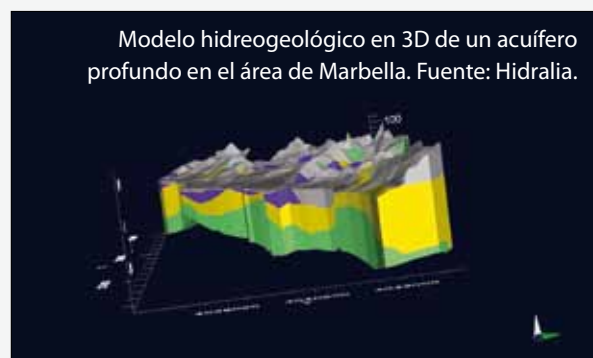 Modelo hidreogeológico en 3D de un acuífero
profundo en el área de Marbella. Fuente: Hidralia.
100